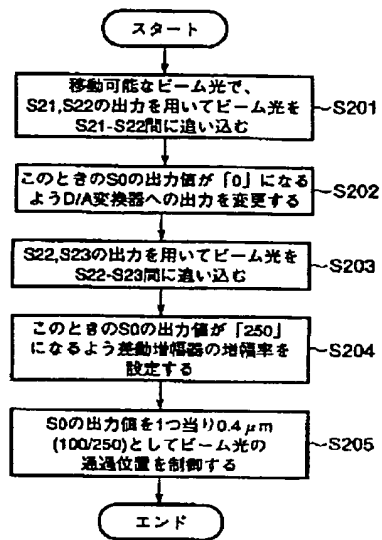 スタート
移動可能なビーム光で、
S21,S22の出力を用いてビーム光を
S21-S22間に追い込む
S201
このときのS0の出力値が「0」になる
ようD/A変換器への出力を変更する
S202
S22,S23の出力を用いてビーム光を
S22-S23間に追い込む
S203
このときのS0の出力値が「250」
になるよう差動増幅器の増幅率を
設定する
S204
S0の出力値を1つ当り0.4μm
(100/250)としてビーム光の
通過位置を制御する
S205
エンド